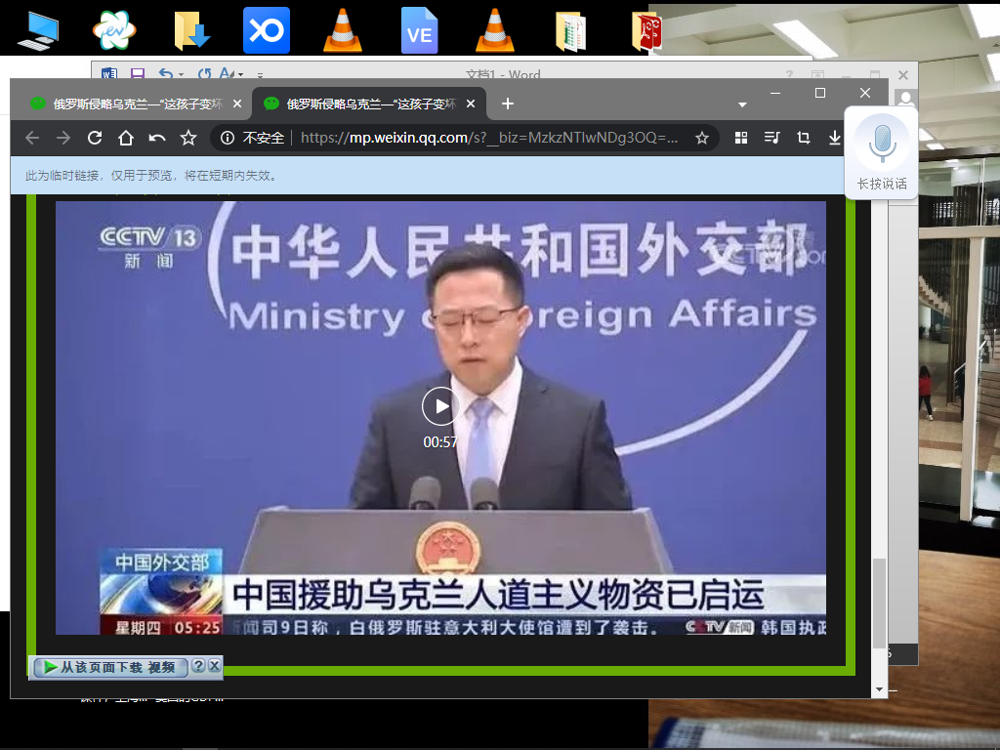 VE
文档1 - Word
俄罗斯侵略乌克兰—“这孩子变坏
俄罗斯侵略乌克兰—“这孩子变坏
不安全
https://mp.weixin.qq.com/s?__biz=MzkzNTIwNDg3OQ=...
长按说话
此为临时链接，仅用于预览，将在短期内失效。
CCTV 13
新闻
中华人民共和国外交部
Ministry of Foreign Affairs
00:57
中国外交部
中国援助乌克兰人道主义物资已启运
星期四 05:25
闻司9日称，白俄罗斯驻意大利大使馆遭到了袭击。 CCTV新闻 韩国执政
从该页面下载 视频